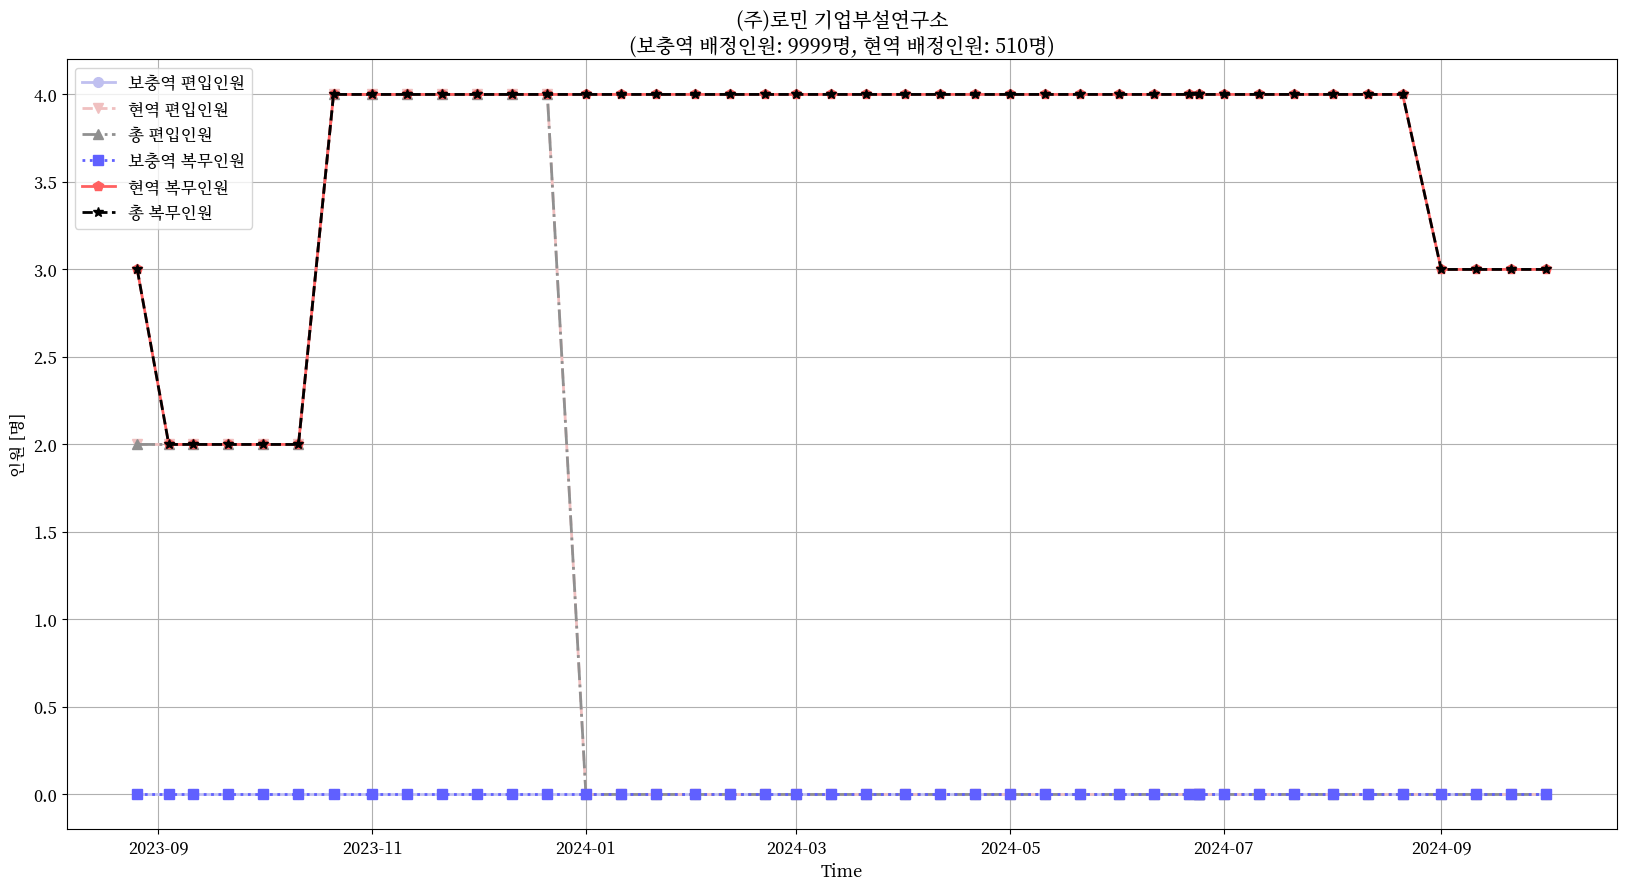 (주)로민 기업부설연구소
(보충역 배정인원: 9999명, 현역 배정인원: 510명)
보충역 편입인원
현역 편입인원
총 편입인원
보충역 복무인원
현역 복무인원
총 복무인원
인원 [명]
4.0
3.5
3.0
2.5
2.0
1.5
1.0
0.5
0.0
2023-09
2023-11
2024-01
2024-03
2024-05
2024-07
2024-09
Time